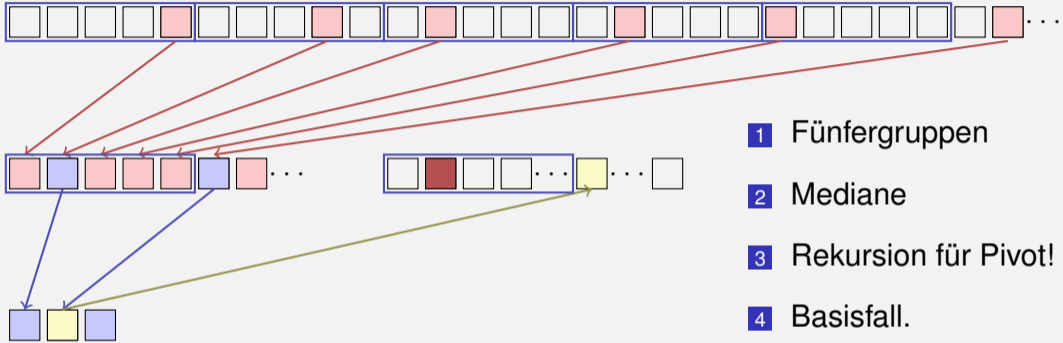 ...
...
...
...
...
1 Fünfergruppen
2 Mediane
3 Rekursion für Pivot!
4 Basisfall.